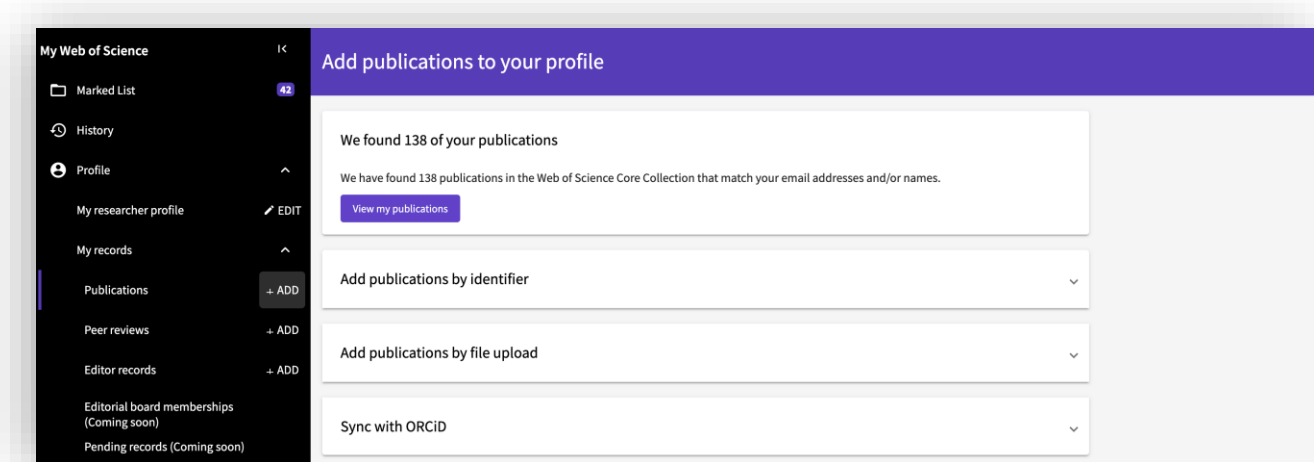 My Web of Science
Marked List 42
History
Profile
My researcher profile EDIT
My records
Publications + ADD
Peer reviews + ADD
Editor records + ADD
Editorial board memberships
(Coming soon)
Pending records (Coming soon)
Add publications to your profile
We found 138 of your publications
We have found 138 publications in the Web of Science Core Collection that match your email addresses and/or names.
View my publications
Add publications by identifier
Add publications by file upload
Sync with ORCiD